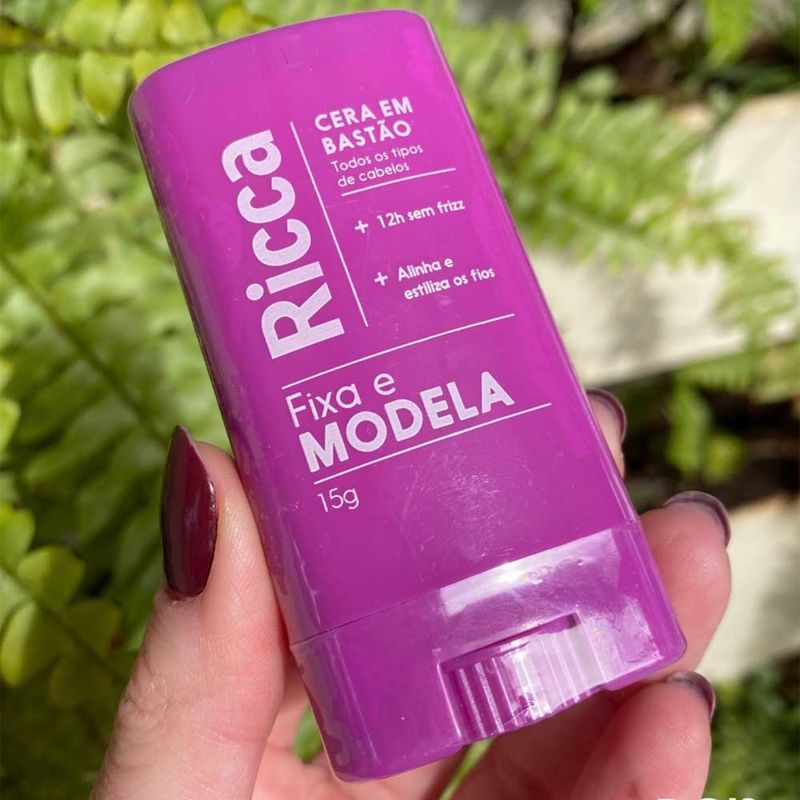 Ricca
CERA EM
BASTÃO
Todos os tipos
de cabelos
+ 12h sem frizz
+ Alinha e
estiliza os fios
Fixa e
MODELA
15g